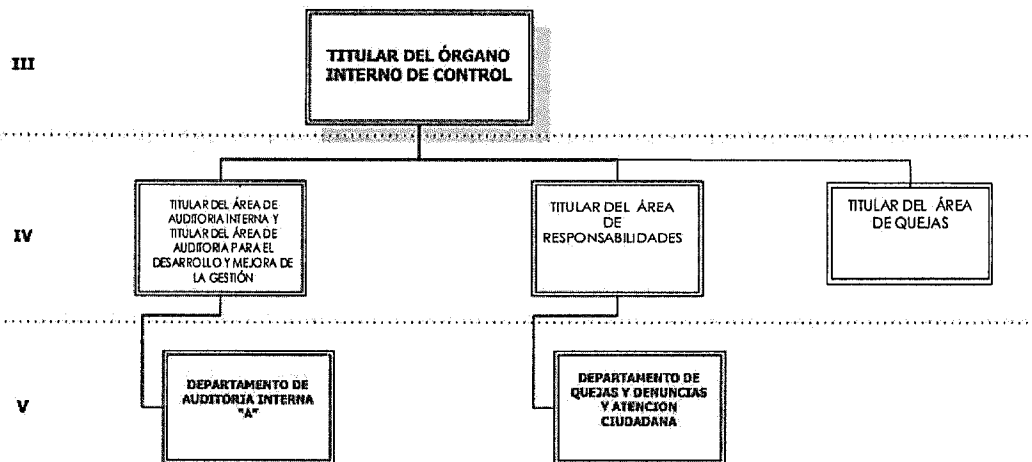 III
TITULAR DEL ÓRGANO
INTERNO DE CONTROL
IV
TITULAR DEL ÁREA DE
AUDITORIA INTERNA Y
TITULAR DEL ÁREA DE
AUDITORIA PARA EL
DESARROLLO Y MEJORA DE
LA GESTIÓN
TITULAR DEL ÁREA
DE
RESPONSABILIDADES
TITULAR DEL ÁREA
DE QUEJAS
V
DEPARTAMENTO DE
AUDITORIA INTERNA
"A"
DEPARTAMENTO DE
QUEJAS Y DENUNCIAS
Y ATENCION
CIUDADANA